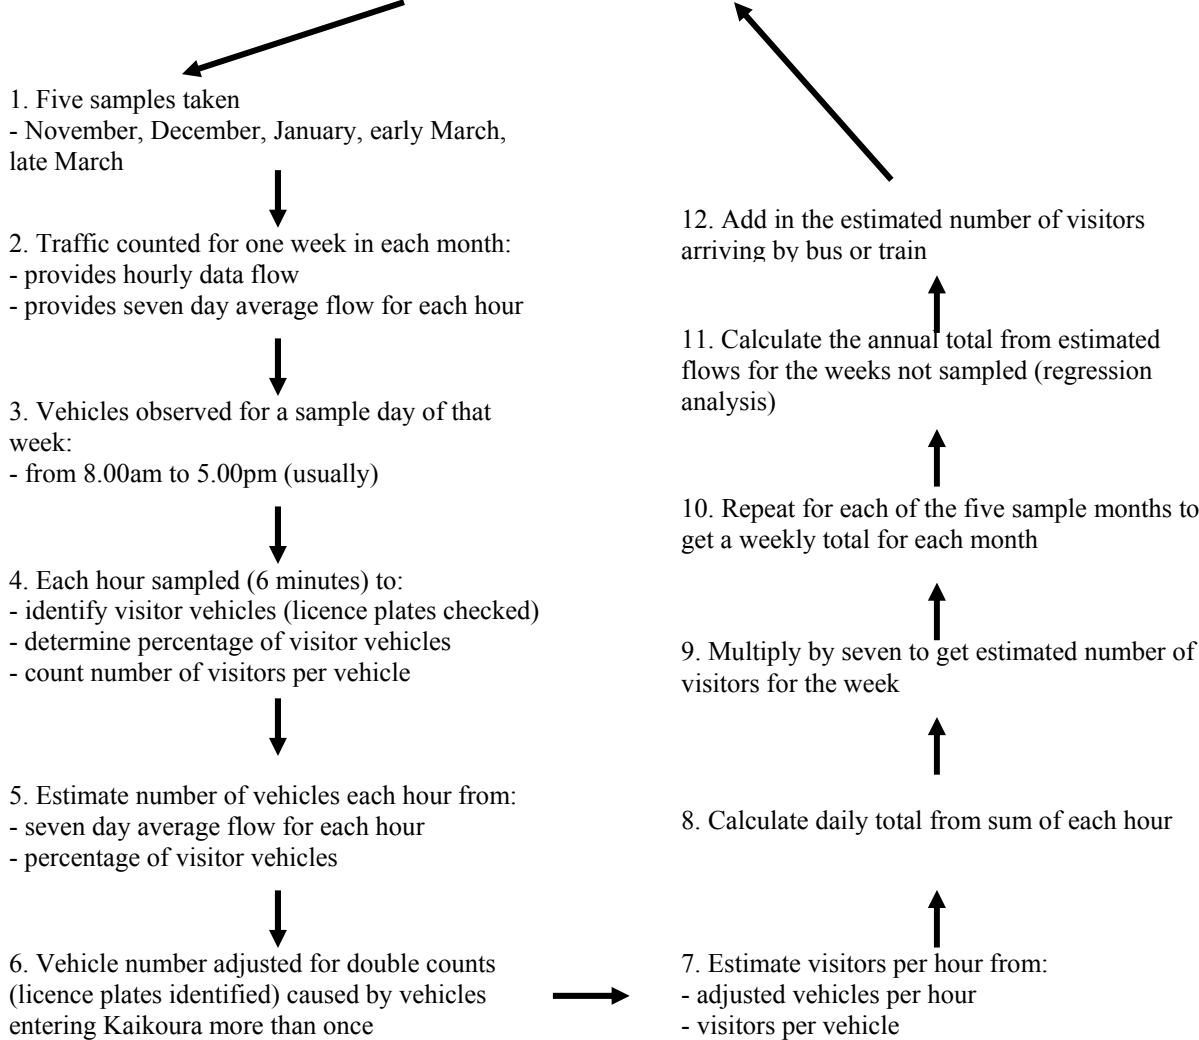 1. Five samples taken
- November, December, January, early March,
late March
2. Traffic counted for one week in each month:
- provides hourly data flow
- provides seven day average flow for each hour
3. Vehicles observed for a sample day of that
week:
- from 8.00am to 5.00pm (usually)
4. Each hour sampled (6 minutes) to:
- identify visitor vehicles (licence plates checked)
- determine percentage of visitor vehicles
- count number of visitors per vehicle
5. Estimate number of vehicles each hour from:
- seven day average flow for each hour
- percentage of visitor vehicles
6. Vehicle number adjusted for double counts
(licence plates identified) caused by vehicles
entering Kaikoura more than once
7. Estimate visitors per hour from:
- adjusted vehicles per hour
- visitors per vehicle
8. Calculate daily total from sum of each hour
9. Multiply by seven to get estimated number of
visitors for the week
10. Repeat for each of the five sample months to
get a weekly total for each month
11. Calculate the annual total from estimated
flows for the weeks not sampled (regression
analysis)
12. Add in the estimated number of visitors
arriving by bus or train